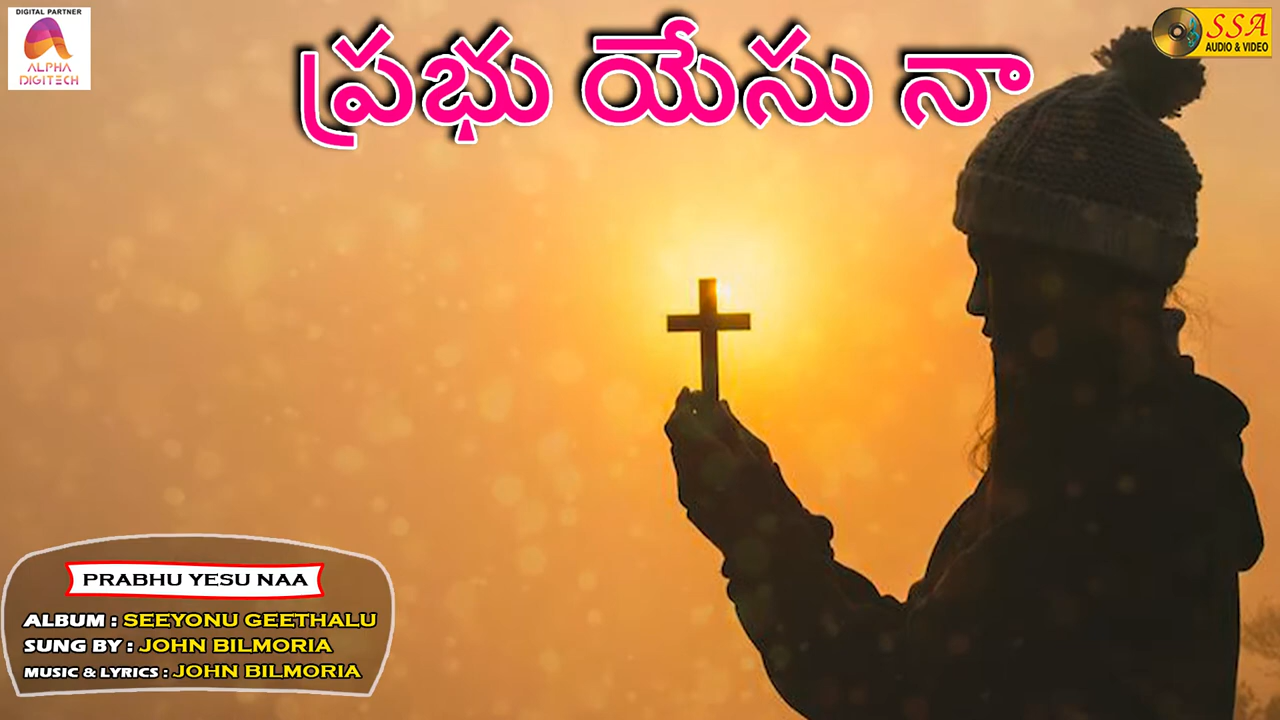 DIGITAL PARTNER
ALPHA
DIGITECH
ప్రభు యేసు నా
SSA
AUDIO & VIDEO
PRABHU YESU NAA
ALBUM : SEEYONU GEETHALU
SUNG BY : JOHN BILMORIA
MUSIC & LYRICS : JOHN BILMORIA